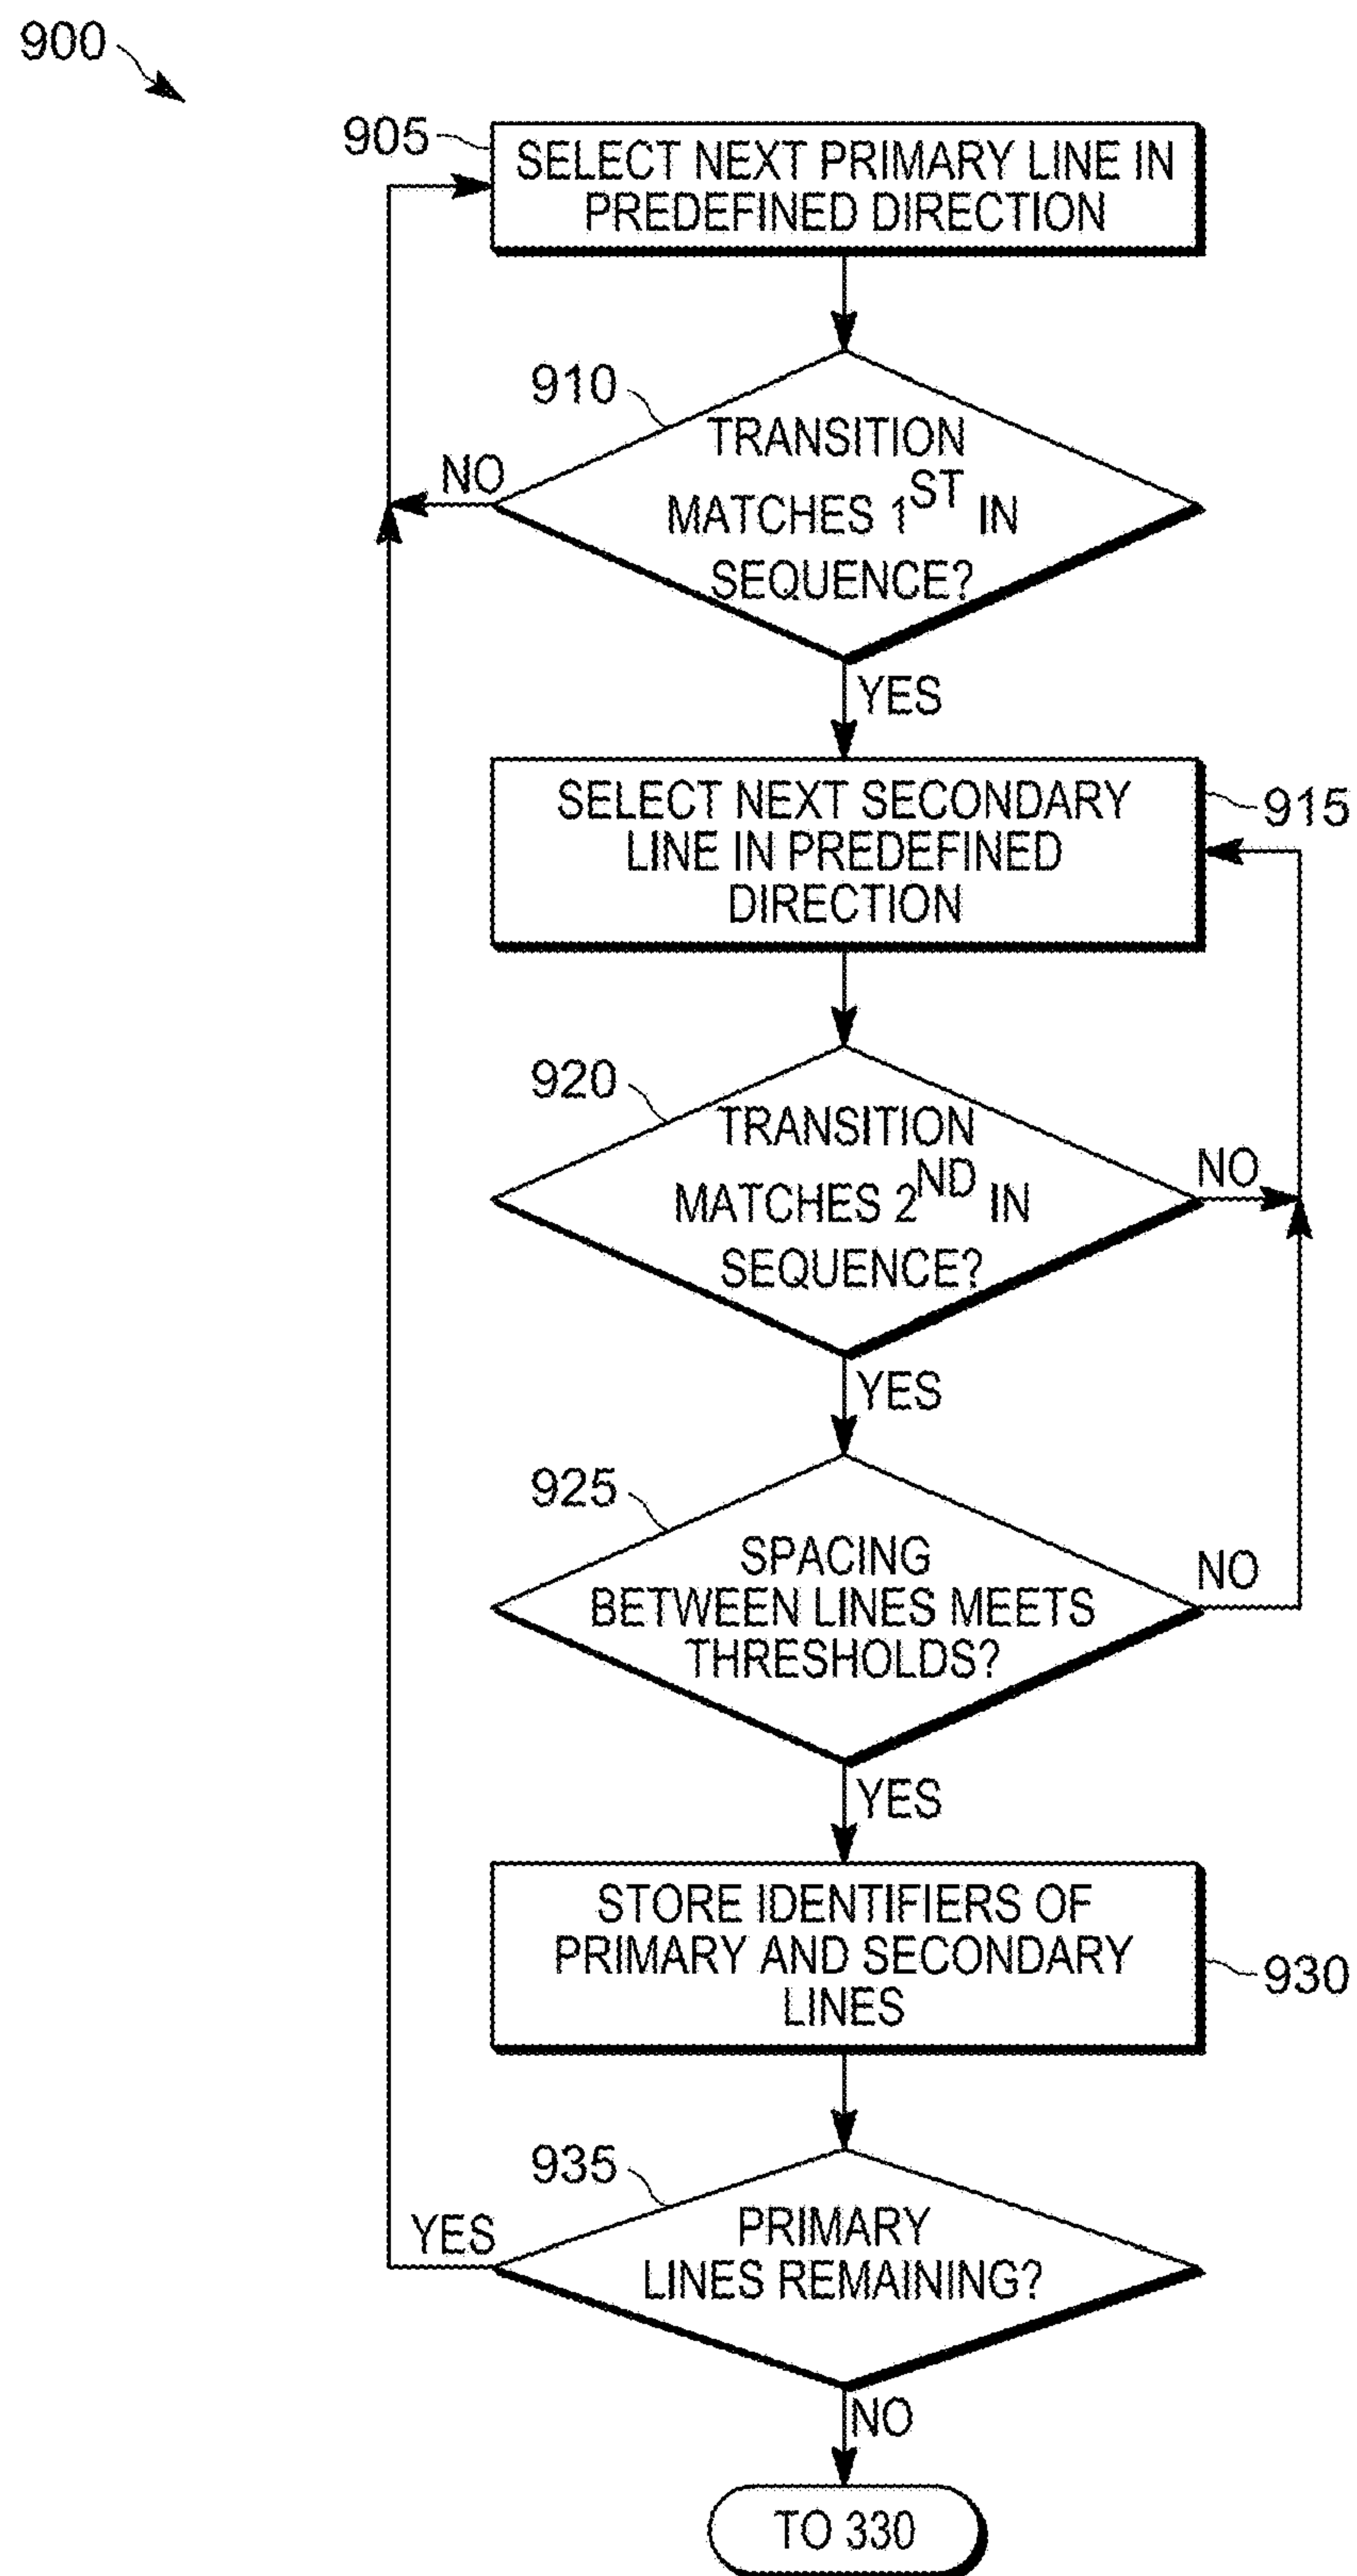 900
905
SELECT NEXT PRIMARY LINE IN
PREDEFINED DIRECTION
910
TRANSITION
MATCHES 1ST IN
SEQUENCE?
NO
YES
SELECT NEXT SECONDARY
LINE IN PREDEFINED
DIRECTION
915
920
TRANSITION
MATCHES 2ND IN
SEQUENCE?
NO
YES
925
SPACING
BETWEEN LINES MEETS
THRESHOLDS?
NO
YES
STORE IDENTIFIERS OF
PRIMARY AND SECONDARY
LINES
930
935
PRIMARY
LINES REMAINING?
YES
NO
TO 330